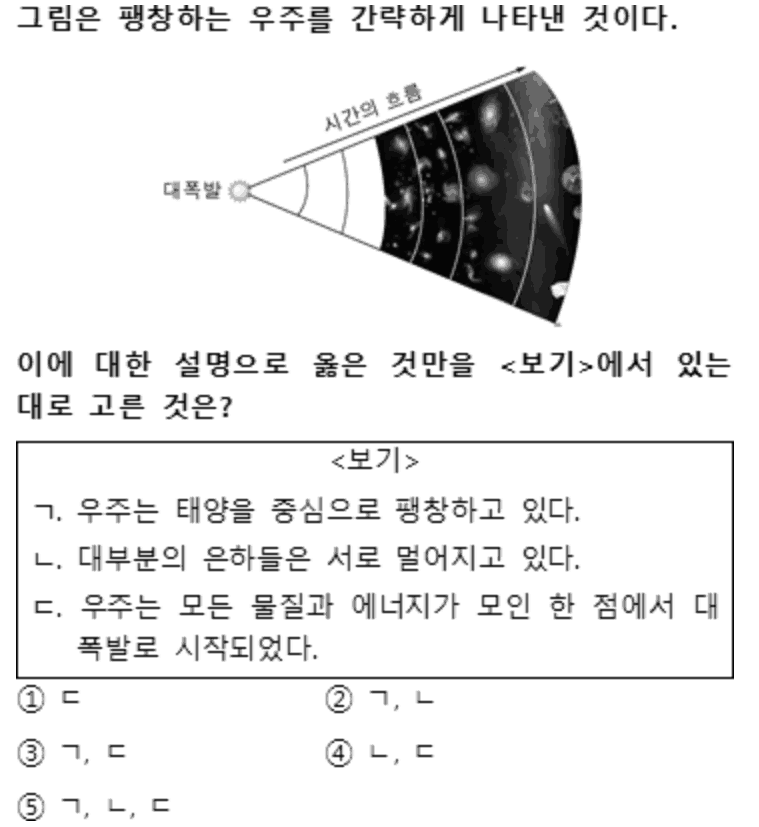 그림은 팽창하는 우주를 간략하게 나타낸 것이다.
시간의 흐름
대폭발
이에 대한 설명으로 옳은 것만을 <보기>에서 있는
대로 고른 것은?
<보기>
ㄱ. 우주는 태양을 중심으로 팽창하고 있다.
ㄴ. 대부분의 은하들은 서로 멀어지고 있다.
ㄷ. 우주는 모든 물질과 에너지가 모인 한 점에서 대
폭발로 시작되었다.
① ㄷ ② ㄱ, ㄴ
③ ㄱ, ㄷ ④ ㄴ, ㄷ
⑤ ㄱ, ㄴ, ㄷ